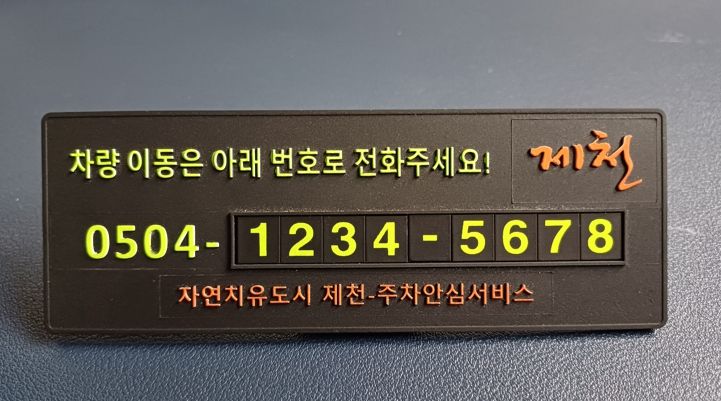 차량 이동은 아래 번호로 전화주세요!
제천
0504-1234-5678
자연치유도시 제천-주차안심서비스